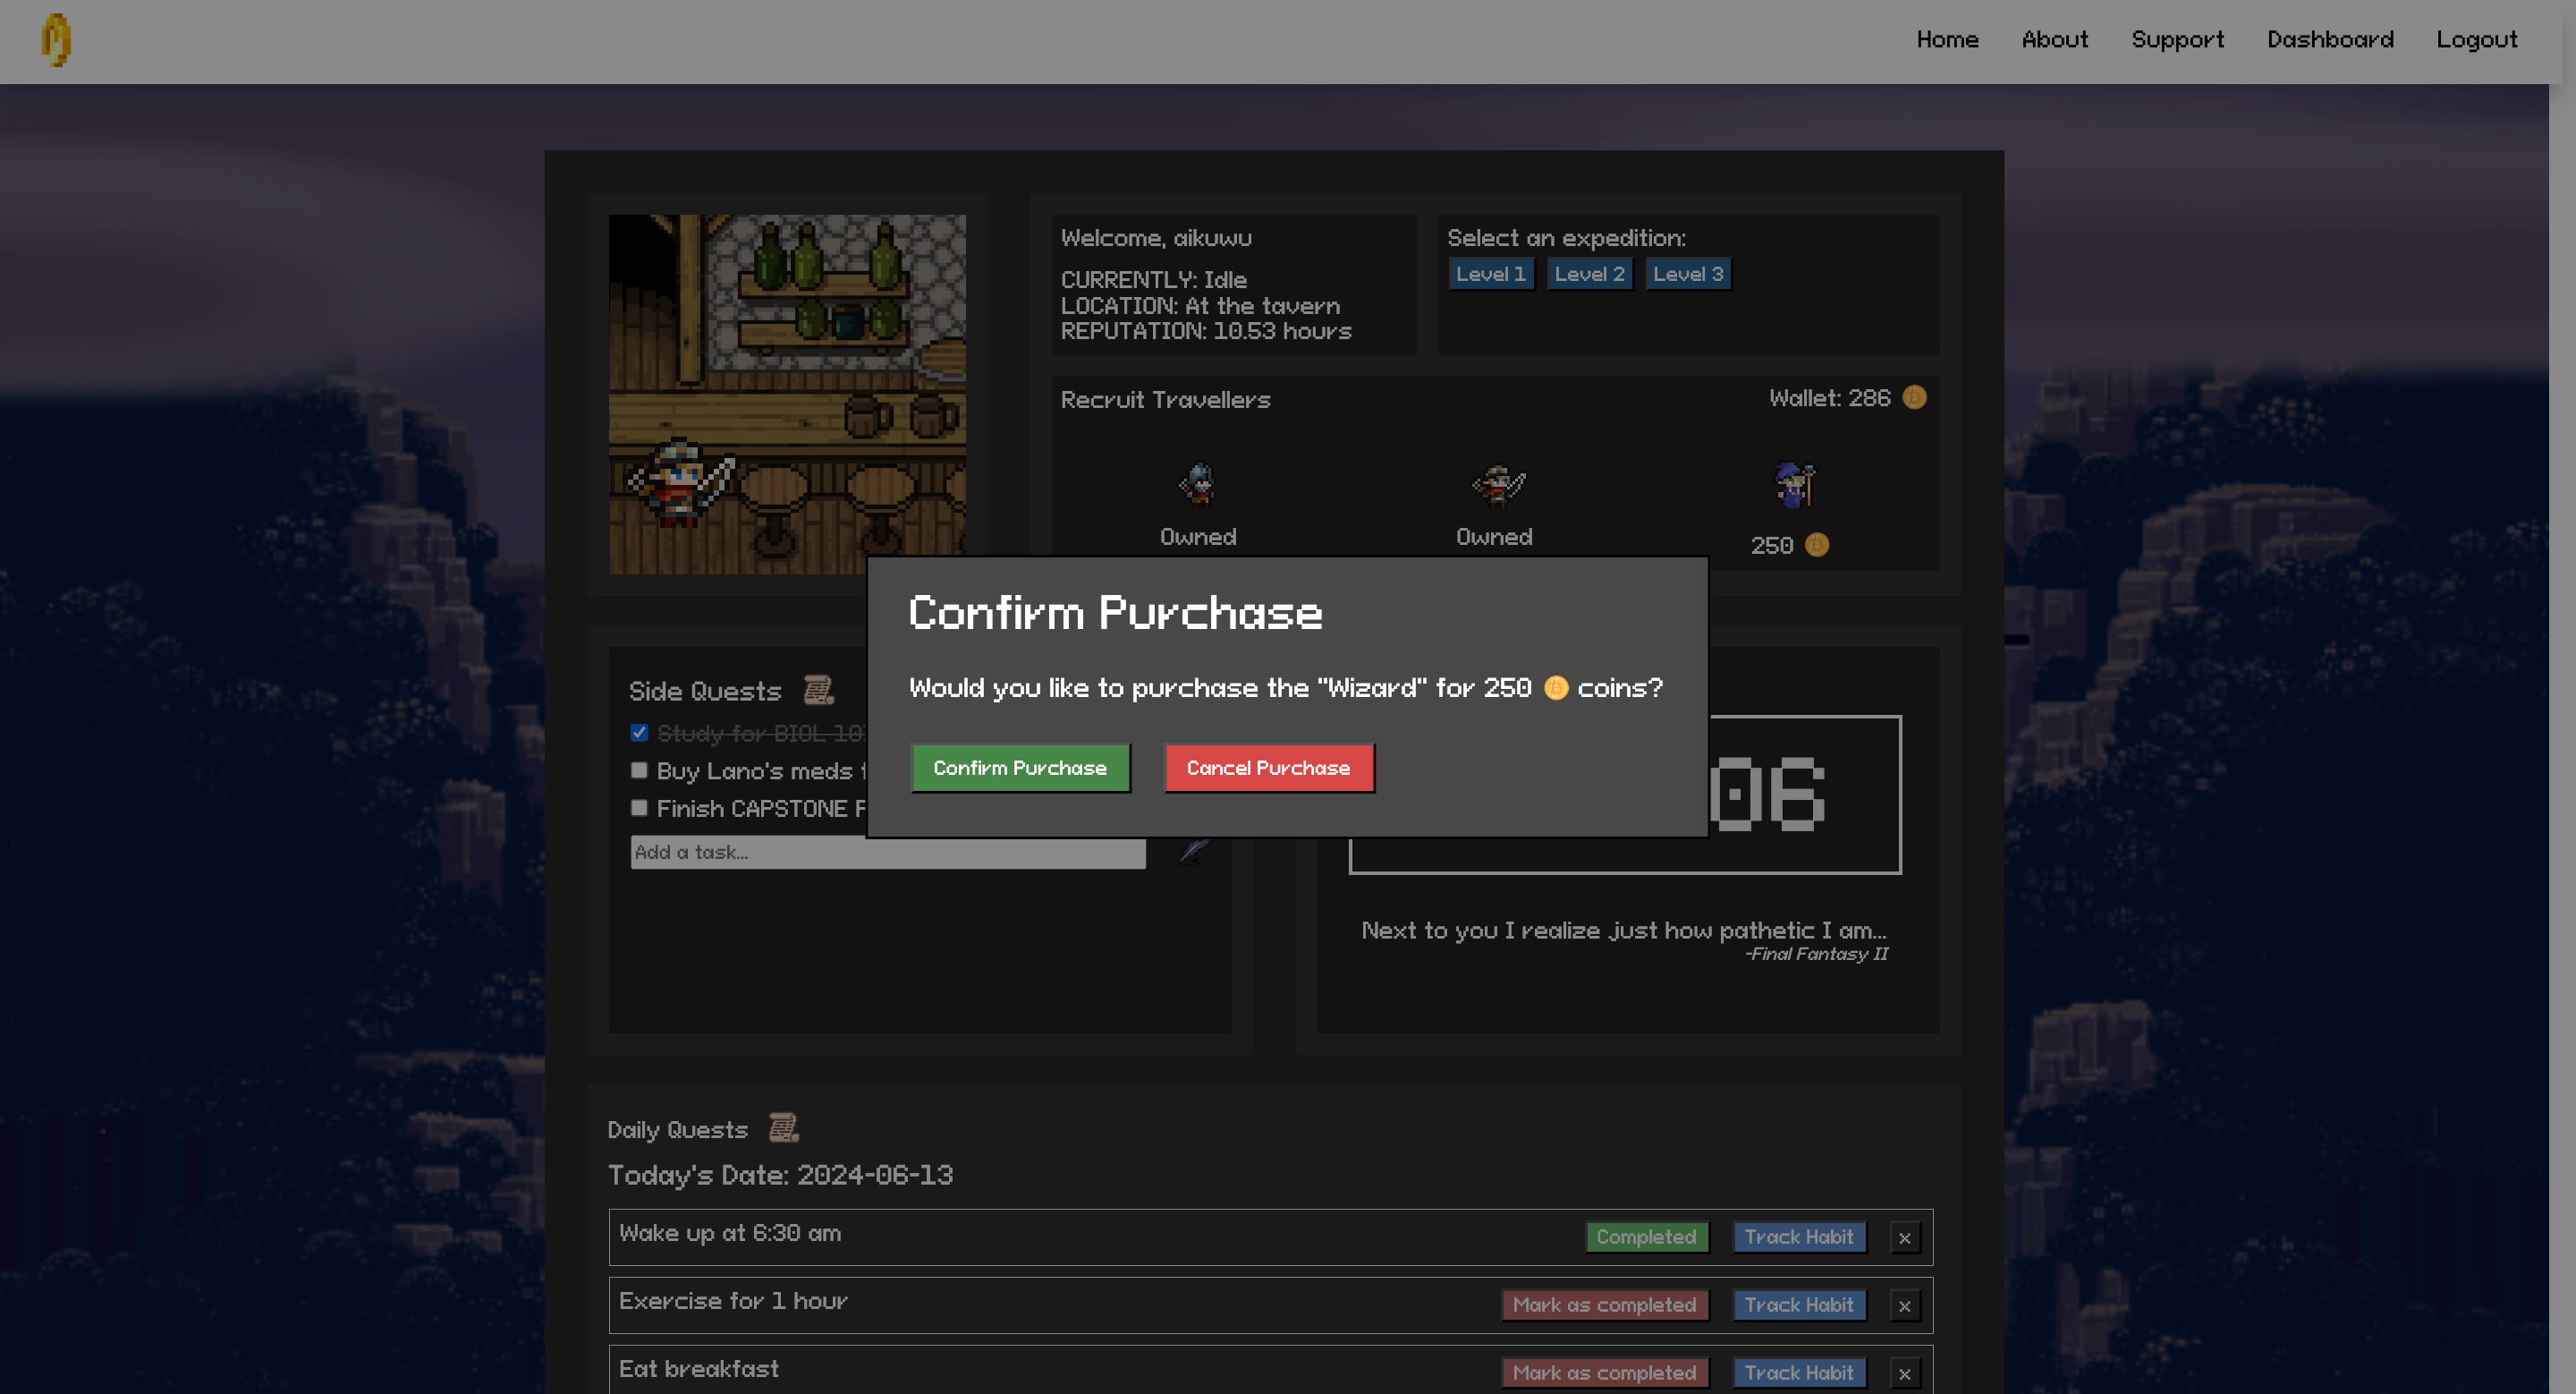 Home About Support Dashboard Logout
Welcome, aikuwu
CURRENTLY: Idle
LOCATION: At the tavern
REPUTATION: 10.53 hours
Select an expedition:
Level 1 Level 2 Level 3
Recruit Travellers
Wallet: 286
Owned Owned 250
Confirm Purchase
Would you like to purchase the "Wizard" for 250 coins?
Confirm Purchase Cancel Purchase
Side Quests
Study for BIOL
Buy Lano's meds
Finish CAPSTONE
Add a task...
06
Next to you I realize just how pathetic I am...
-Final Fantasy II
Daily Quests
Today's Date: 2024-06-13
Wake up at 6:30 am Completed Track Habit x
Exercise for 1 hour Mark as completed Track Habit x
Eat breakfast Mark as completed Track Habit x